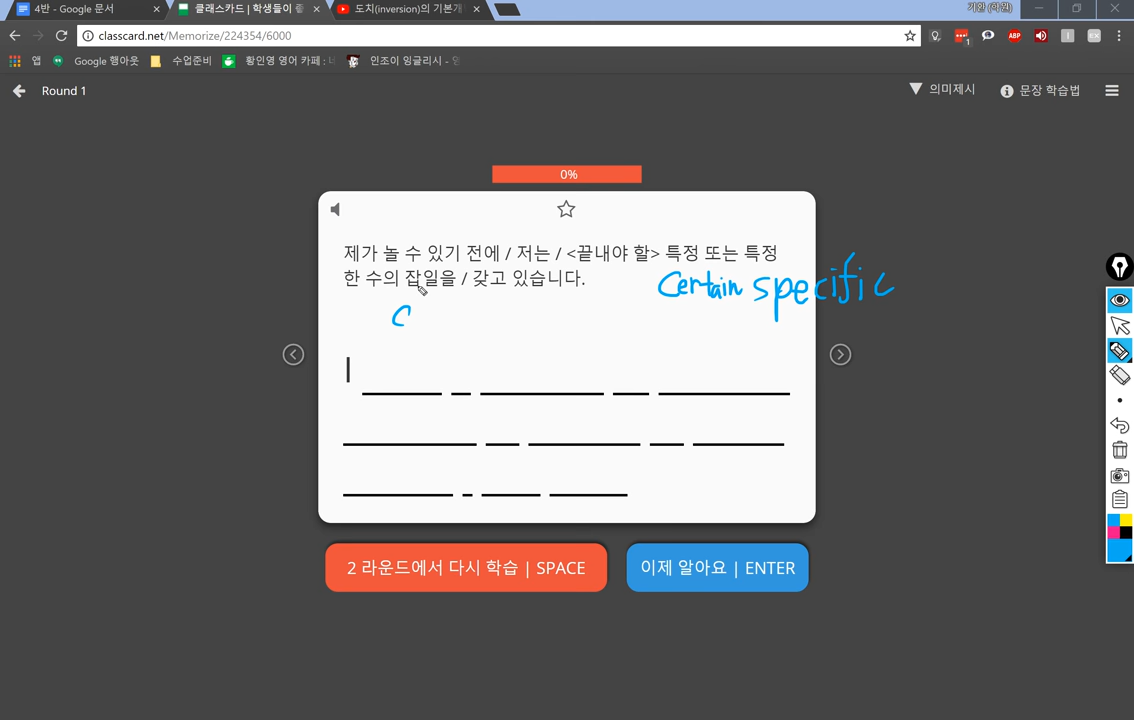 4반 - Google 문서
클래스카드 | 학생들이 좋
도치(inversion)의 기본개
기완 (학원)
classcard.net/Memorize/224354/6000
ABP
1
앱
Google 행아웃
수업준비
황인영 영어 카페 : 네
인조이 잉글리시 - 영
Round 1
의미제시
문장 학습법
0%
제가 놀 수 있기 전에 / 저는 / <끝내야 할> 특정 또는 특정
한 수의 잡일을 / 갖고 있습니다.
Certain specific
C
2 라운드에서 다시 학습 | SPACE
이제 알아요 | ENTER